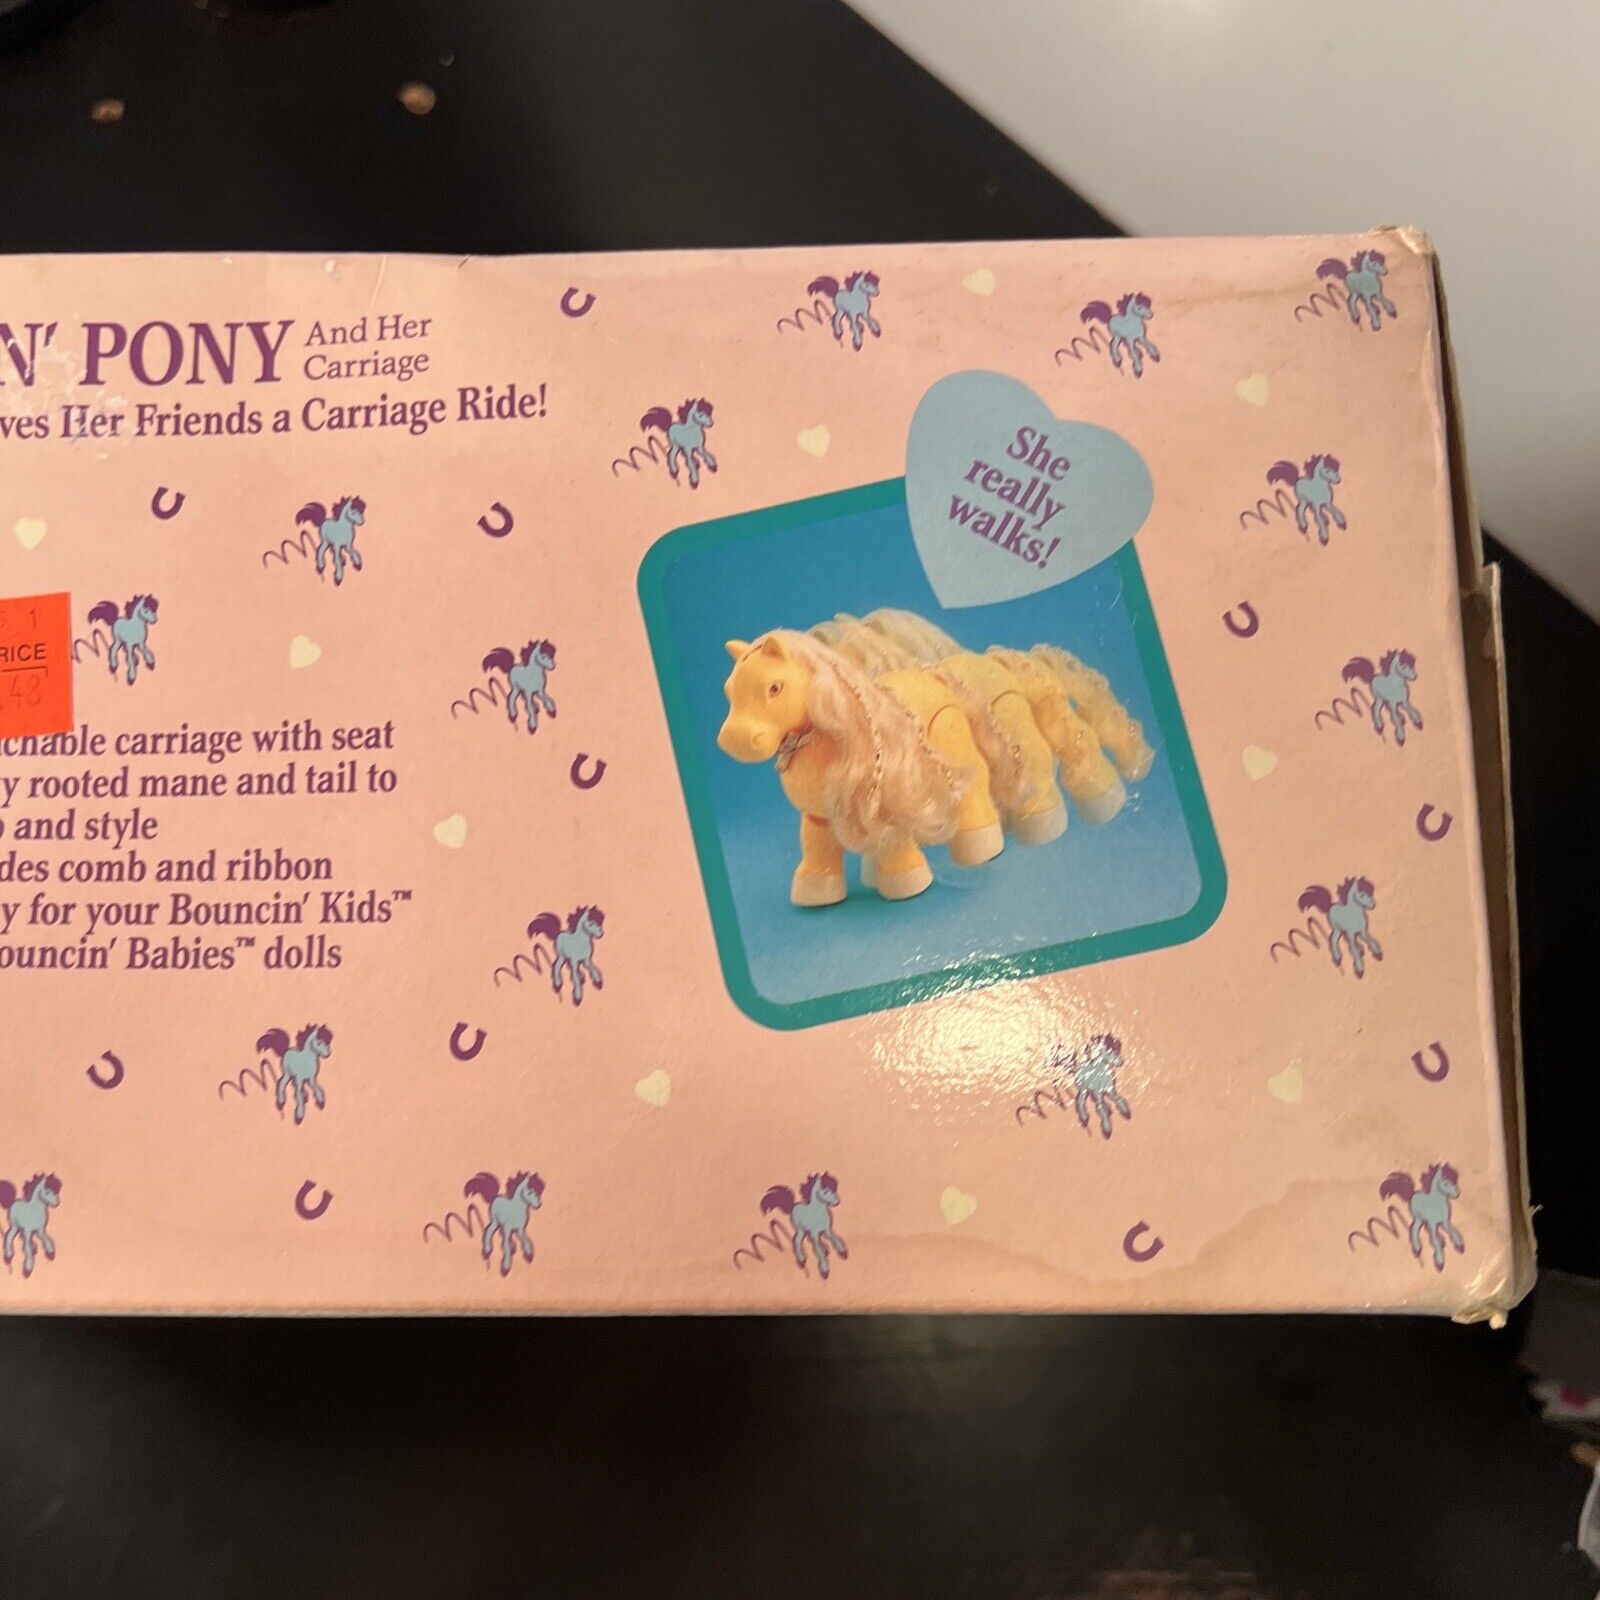 N' PONY And Her
Carriage
ves Her Friends a Carriage Ride!
She
really
walks!
1
RICE
48
chable carriage with seat
y rooted mane and tail to
and style
des comb and ribbon
y for your Bouncin' Kids™
ouncin' Babies™ dolls